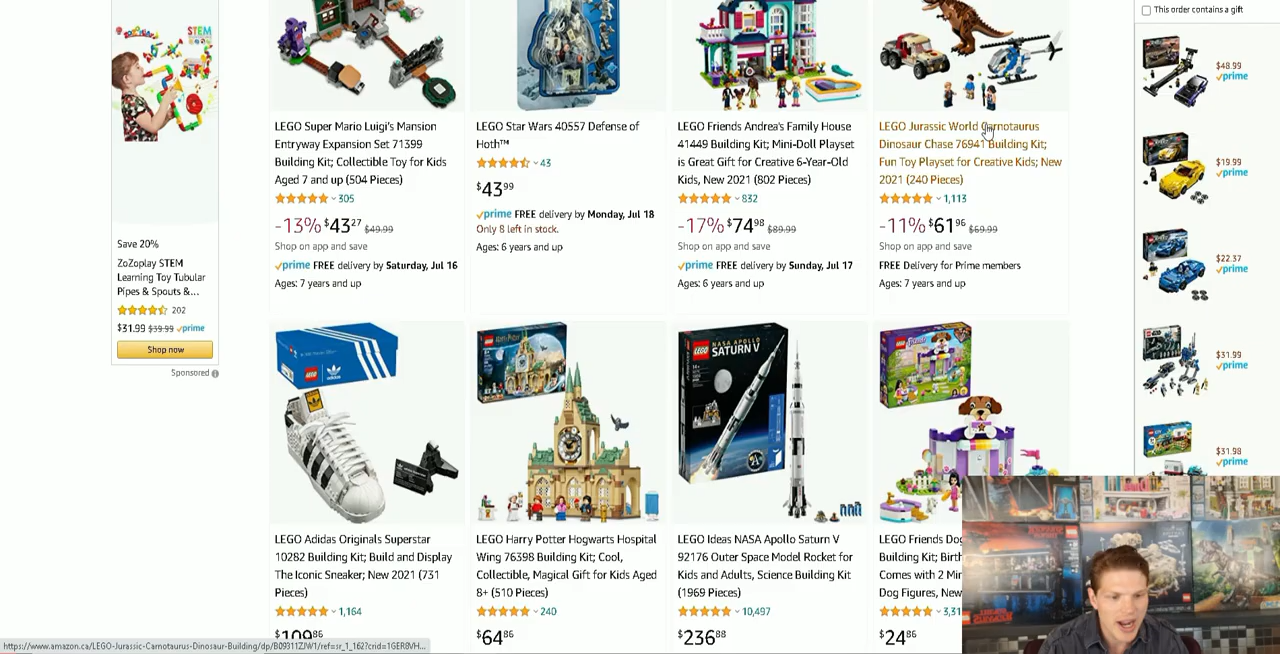 This order contains a gift
STEM
Save 20%
ZoZoplay STEM
Learning Toy Tubular
Pipes & Spouts &...
202
$31.99 $39.99 prime
Shop now
Sponsored
LEGO Super Mario Luigi's Mansion
Entryway Expansion Set 71399
Building Kit; Collectible Toy for Kids
Aged 7 and up (504 Pieces)
305
-13% $43 27 $49.99
Shop on app and save
prime FREE delivery by Saturday, Jul 16
Ages: 7 years and up
LEGO Star Wars 40557 Defense of
Hoth™
43
$43 99
prime FREE delivery by Monday, Jul 18
Only 8 left in stock.
Ages: 6 years and up
LEGO Friends Andrea's Family House
41449 Building Kit; Mini-Doll Playset
is Great Gift for Creative 6-Year-Old
Kids, New 2021 (802 Pieces)
832
-17% $74 98 $89.99
Shop on app and save
prime FREE delivery by Sunday, Jul 17
Ages: 6 years and up
LEGO Jurassic World Carnotaurus
Dinosaur Chase 76941 Building Kit;
Fun Toy Playset for Creative Kids; New
2021 (240 Pieces)
1,113
-11% $61 96 $69.99
Shop on app and save
FREE Delivery for Prime members
Ages: 7 years and up
$48.99
prime
$19.99
prime
$22.37
prime
$31.99
prime
$31.98
prime
adidas
NASA APOLLO
SATURN V
LEGO Adidas Originals Superstar
10282 Building Kit; Build and Display
The Iconic Sneaker; New 2021 (731
Pieces)
1,164
$109 86
LEGO Harry Potter Hogwarts Hospital
Wing 76398 Building Kit; Cool,
Collectible, Magical Gift for Kids Aged
8+ (510 Pieces)
240
$64 86
LEGO Ideas NASA Apollo Saturn V
92176 Outer Space Model Rocket for
Kids and Adults, Science Building Kit
(1969 Pieces)
10,497
$236 88
LEGO Friends Do
Building Kit; Birth
Comes with 2 Min
Dog Figures, New
3,31
$24 86
https://www.amazon.ca/LEGO-Jurassic-Carnotaurus-Dinosaur-Building/dp/B09311ZJW1/ref=sr_1_162?crid=1GER8VH...